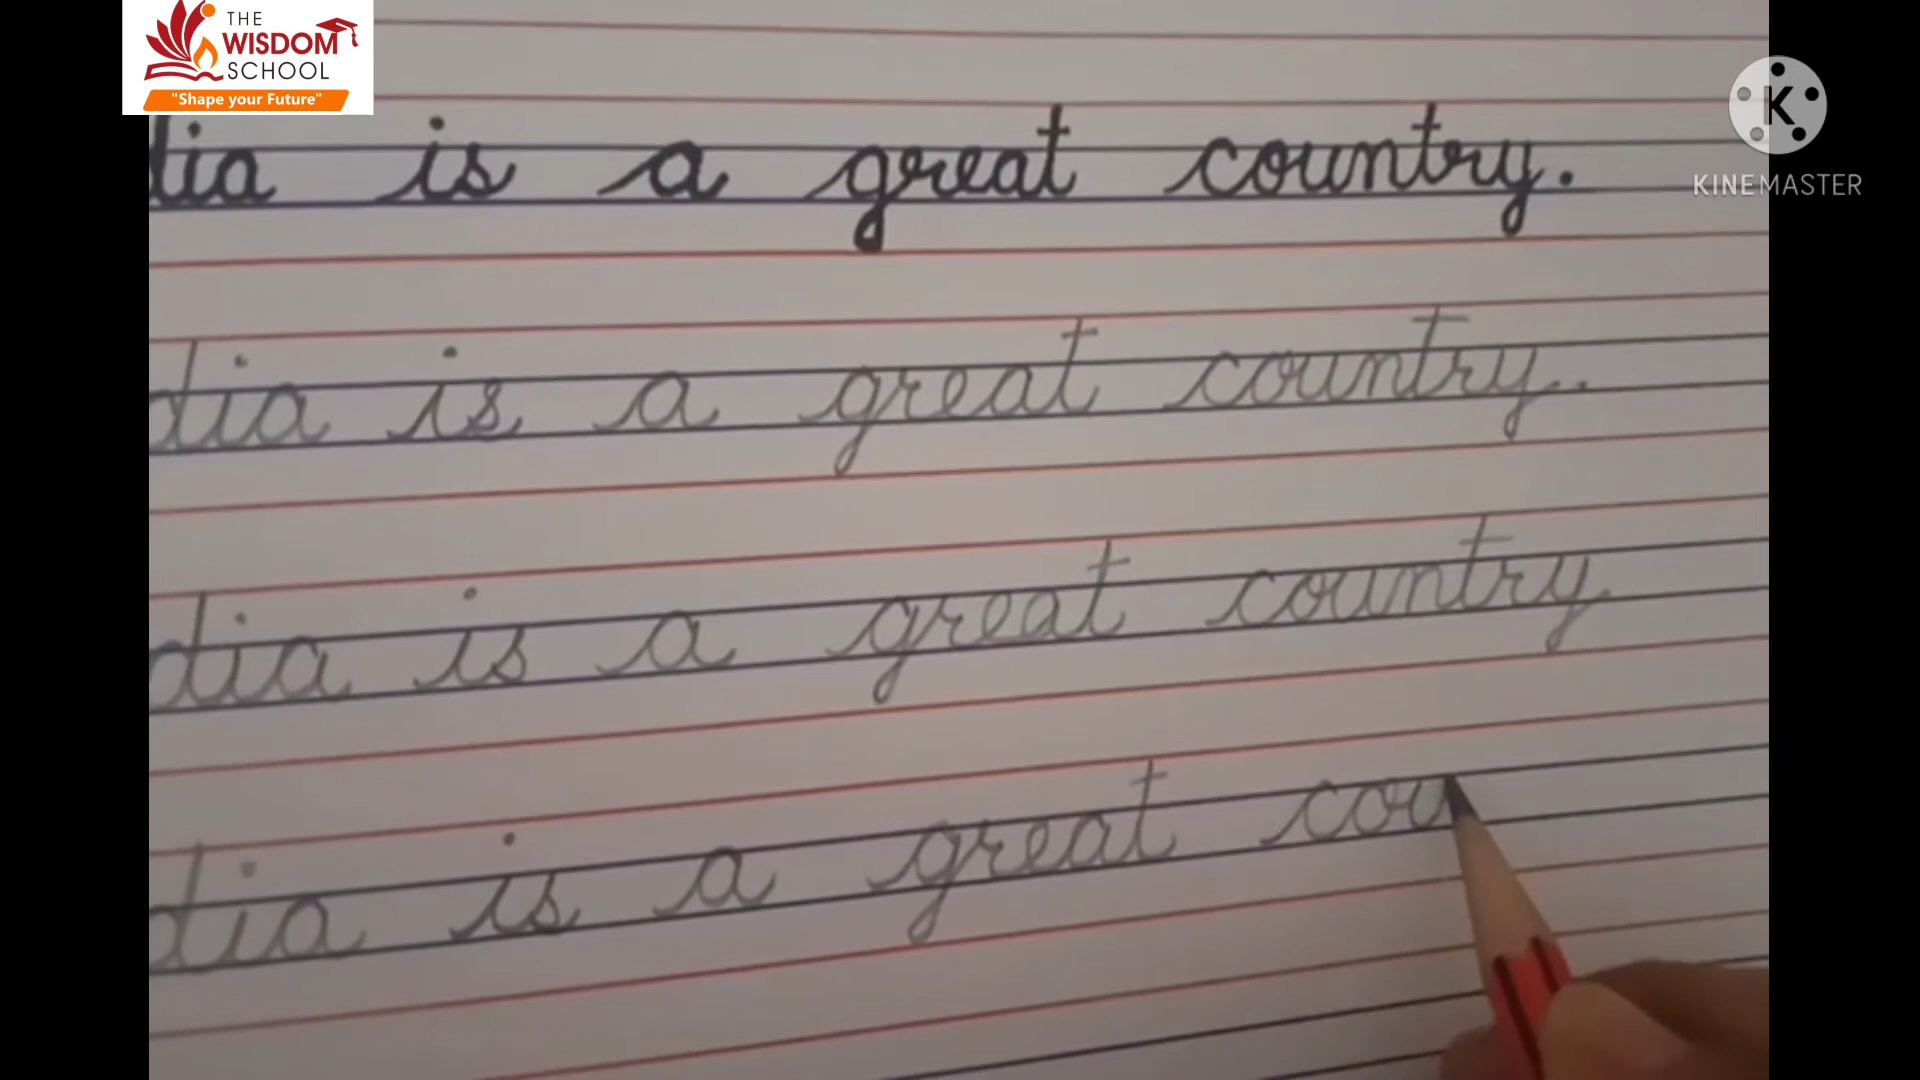 THE
WISDOM
SCHOOL
"Shape your Future"
K
KINEMASTER
dia is a great country.
dia is a great country.
dia is a great country.
dia is a great cou